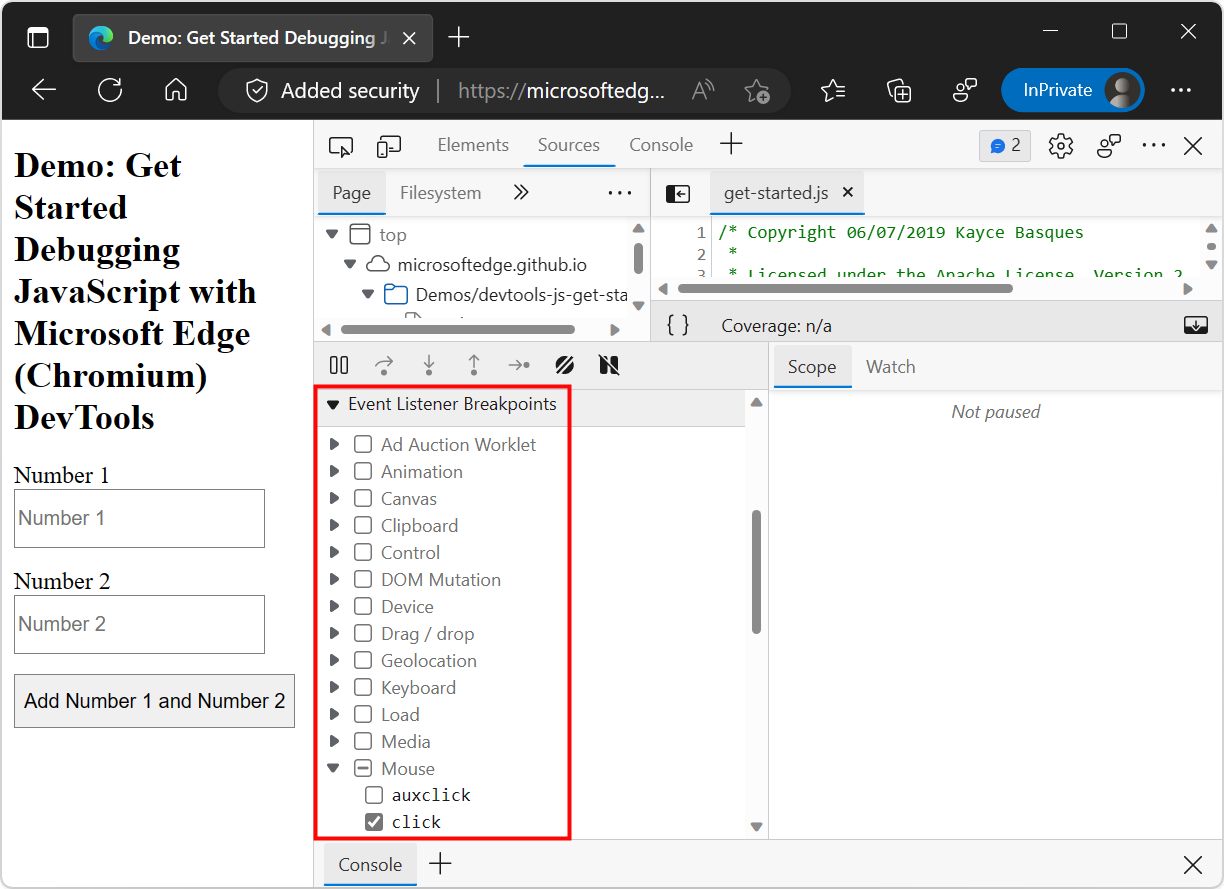 Demo: Get Started Debugging J
Added security
https://microsoftedg...
InPrivate
Demo: Get
Started
Debugging
JavaScript with
Microsoft Edge
(Chromium)
DevTools
Number 1
Number 1
Number 2
Number 2
Add Number 1 and Number 2
Elements Sources Console
2
Page Filesystem
top
microsoftedge.github.io
Demos/devtools-js-get-sta
get-started.js
1 /* Copyright 06/07/2019 Kayce Basques
2 *
3 * Licensed under the Apache License, Version 2
{ } Coverage: n/a
Event Listener Breakpoints
Ad Auction Worklet
Animation
Canvas
Clipboard
Control
DOM Mutation
Device
Drag / drop
Geolocation
Keyboard
Load
Media
Mouse
auxclick
click
Scope Watch
Not paused
Console